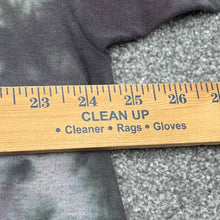 23 24 25 26
CLEAN UP
• Cleaner • Rags • Gloves